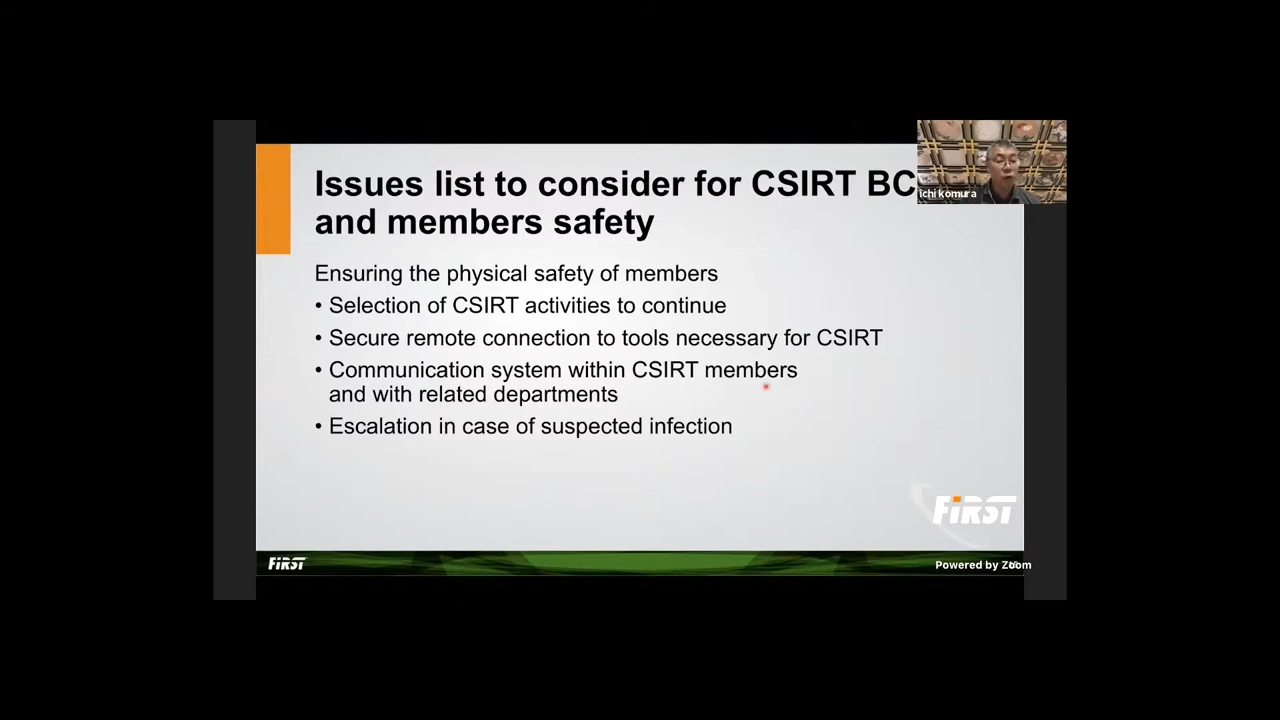 Issues list to consider for CSIRT BC
and members safety
ichi komura
Ensuring the physical safety of members
• Selection of CSIRT activities to continue
• Secure remote connection to tools necessary for CSIRT
• Communication system within CSIRT members
and with related departments
• Escalation in case of suspected infection
FiRST
FiRST
Powered by Zoom